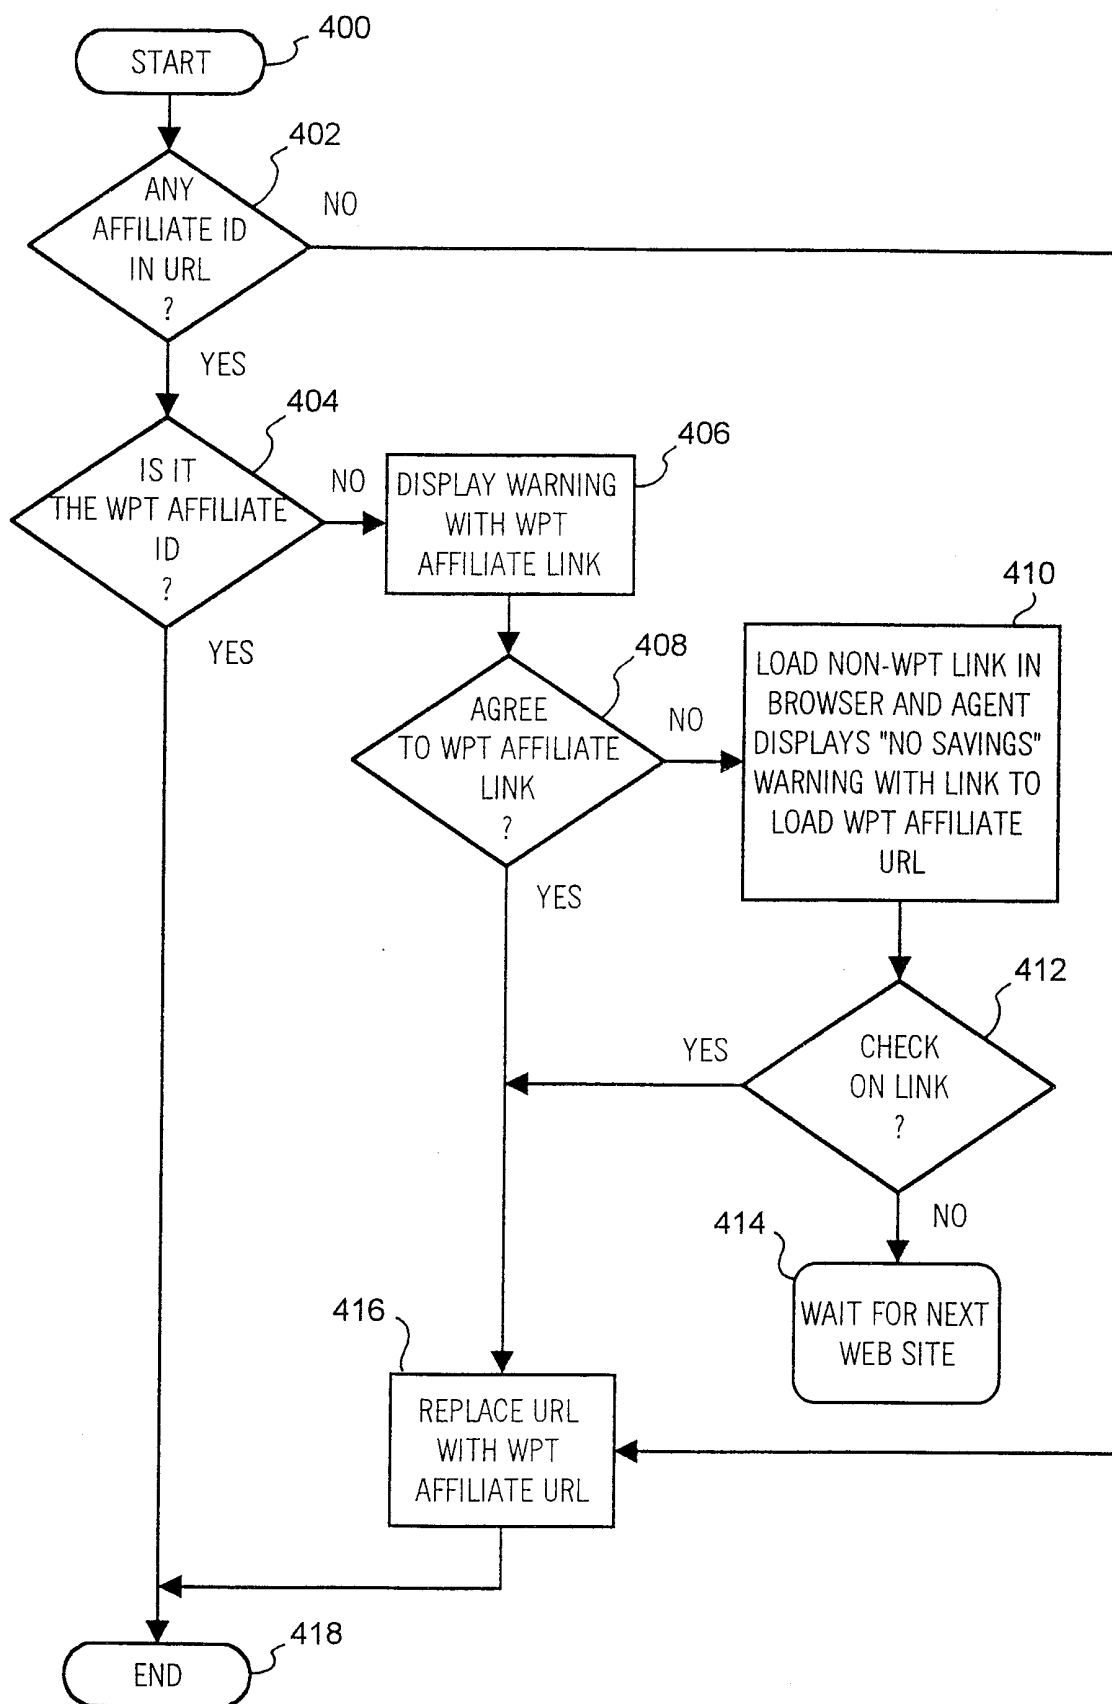 400
START
402
ANY
AFFILIATE ID
IN URL
?
NO
YES
404
IS IT
THE WPT AFFILIATE
ID
?
NO
YES
406
DISPLAY WARNING
WITH WPT
AFFILIATE LINK
408
AGREE
TO WPT AFFILIATE
LINK
?
NO
YES
410
LOAD NON-WPT LINK IN
BROWSER AND AGENT
DISPLAYS "NO SAVINGS"
WARNING WITH LINK TO
LOAD WPT AFFILIATE
URL
412
CHECK
ON LINK
?
YES
NO
414
WAIT FOR NEXT
WEB SITE
416
REPLACE URL
WITH WPT
AFFILIATE URL
418
END